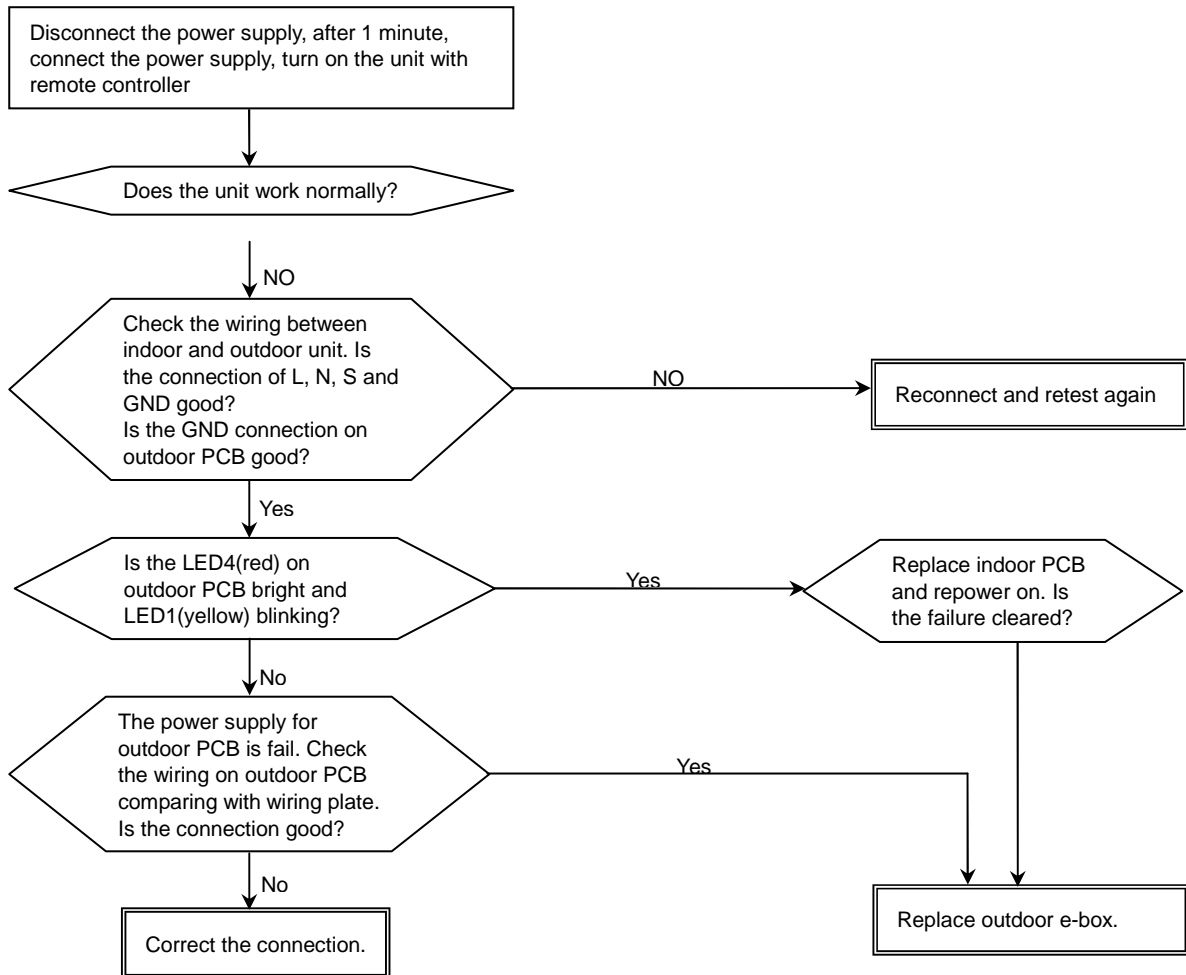 Disconnect the power supply, after 1 minute,
connect the power supply, turn on the unit with
remote controller
Does the unit work normally?
NO
Check the wiring between
indoor and outdoor unit. Is
the connection of L, N, S and
GND good?
Is the GND connection on
outdoor PCB good?
NO
Reconnect and retest again
Yes
Is the LED4(red) on
outdoor PCB bright and
LED1(yellow) blinking?
Yes
Replace indoor PCB
and repower on. Is
the failure cleared?
No
The power supply for
outdoor PCB is fail. Check
the wiring on outdoor PCB
comparing with wiring plate.
Is the connection good?
Yes
No
Correct the connection.
Replace outdoor e-box.